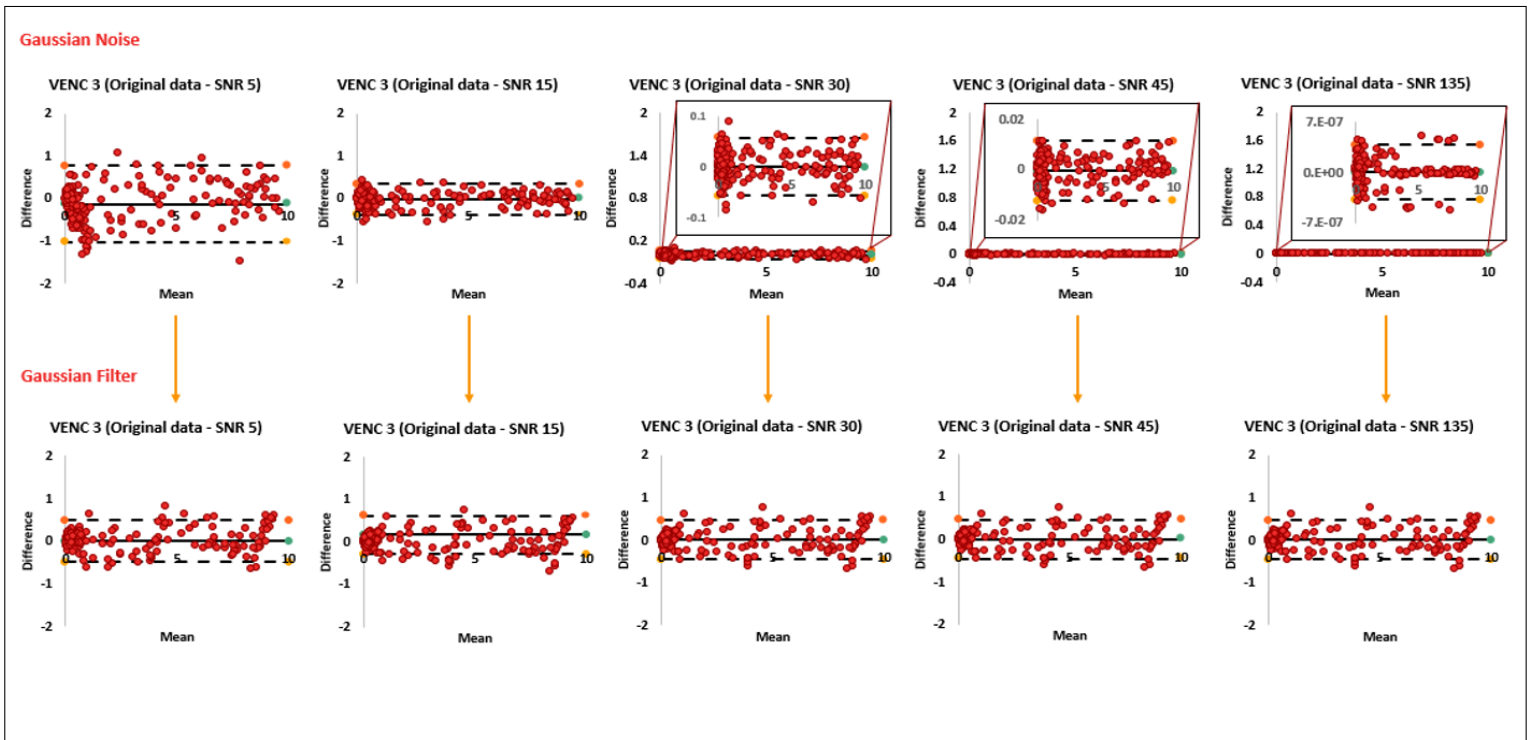 Gaussian Noise
VENC 3 (Original data - SNR 5)
2
1
0
-1
-2
0
5
10
Difference
Mean
VENC 3 (Original data - SNR 15)
2
1
0
-1
-2
5
10
Difference
Mean
VENC 3 (Original data - SNR 30)
2
1.4
0.8
0.2
-0.4
0
5
10
0.1
0
-0.1
5
10
Difference
Mean
VENC 3 (Original data - SNR 45)
2
1.6
1.2
0.8
0.4
0
-0.4
0
5
10
0.02
0
-0.02
5
10
Difference
Mean
VENC 3 (Original data - SNR 135)
2
1.6
1.2
0.8
0.4
0
-0.4
0
5
10
7.E-07
0.E+00
-7.E-07
5
10
Difference
Mean
Gaussian Filter
VENC 3 (Original data - SNR 5)
2
1
0
-1
-2
0
5
10
Difference
Mean
VENC 3 (Original data - SNR 15)
2
1
0
-1
-2
0
5
10
Difference
Mean
VENC 3 (Original data - SNR 30)
2
1
0
-1
-2
0
5
10
Difference
Mean
VENC 3 (Original data - SNR 45)
2
1
0
-1
-2
0
5
10
Difference
Mean
VENC 3 (Original data - SNR 135)
2
1
0
-1
-2
0
5
10
Difference
Mean